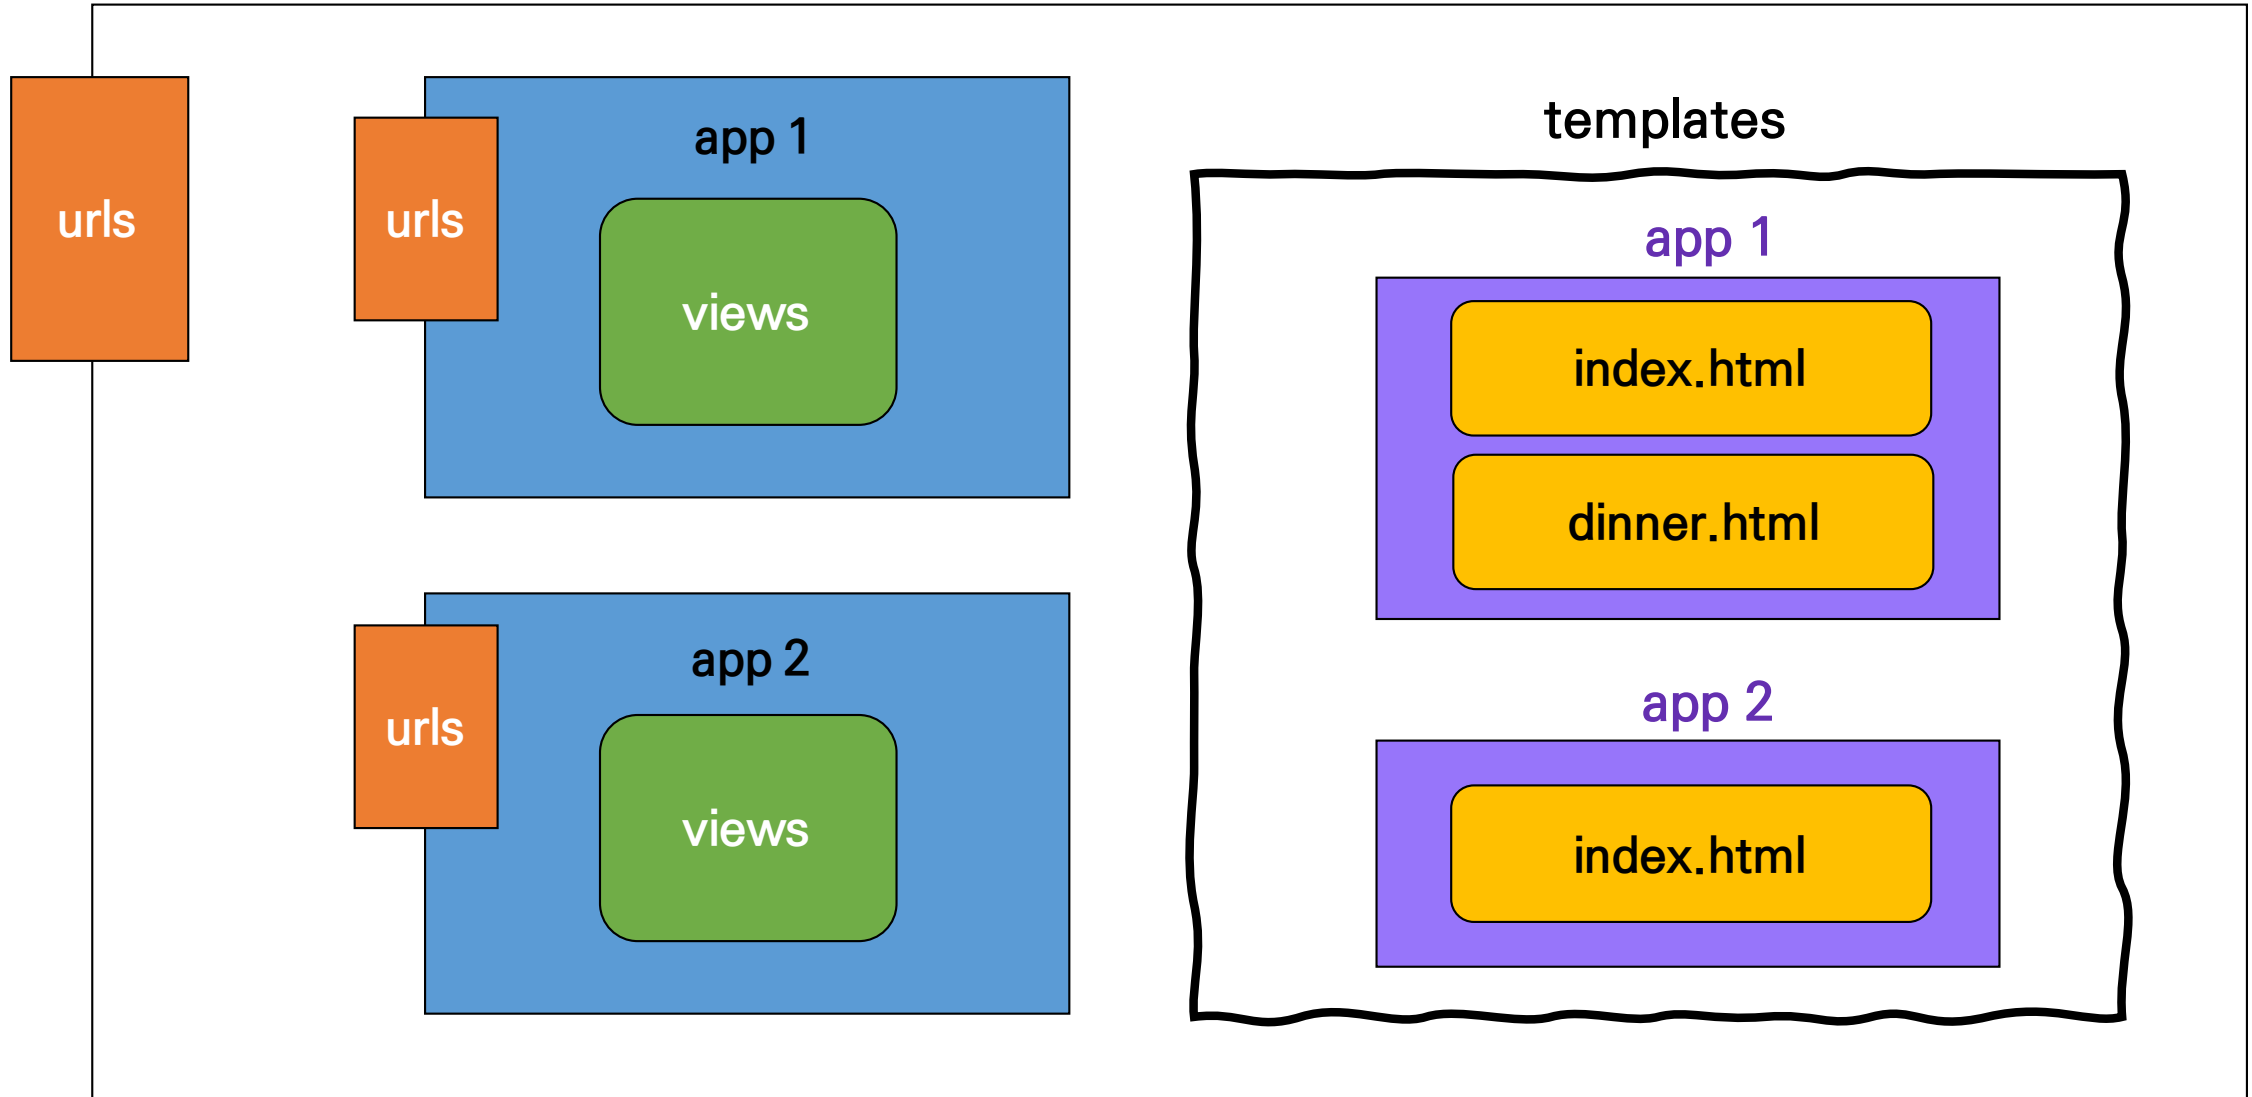 urls
urls
app 1
views
urls
app 2
views
templates
app 1
index.html
dinner.html
app 2
index.html